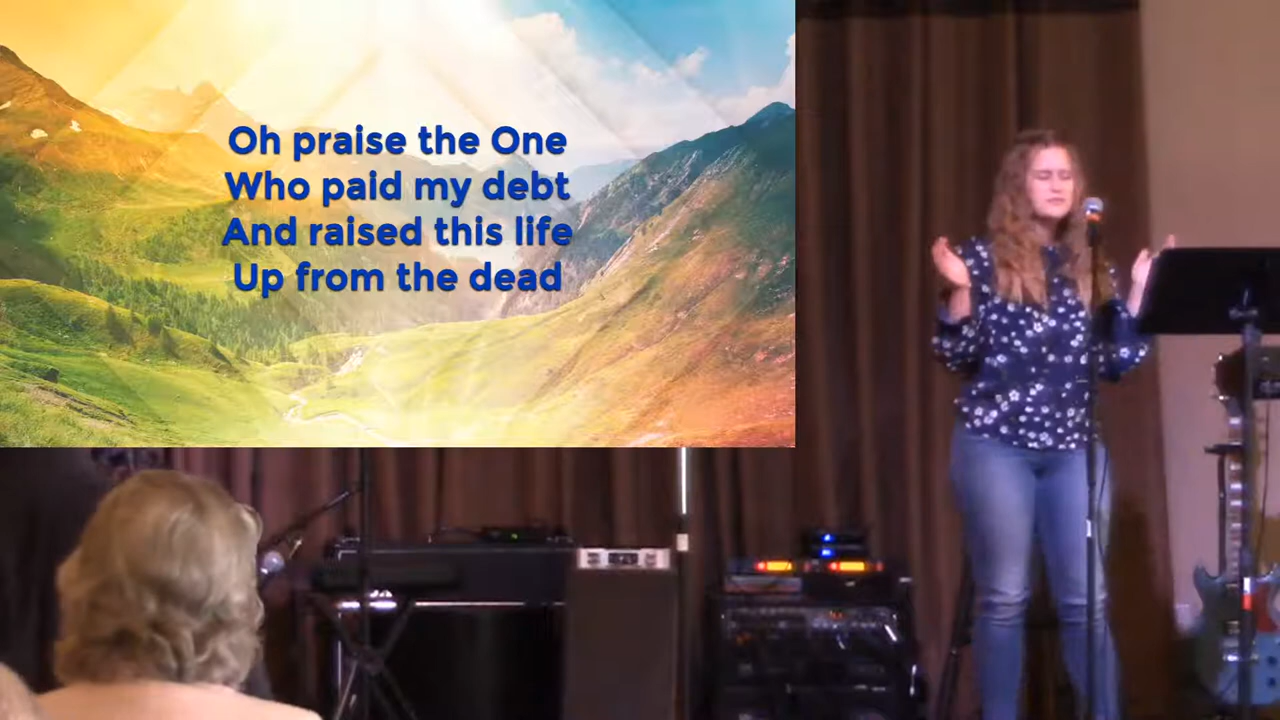 Oh praise the One
Who paid my debt
And raised this life
Up from the dead